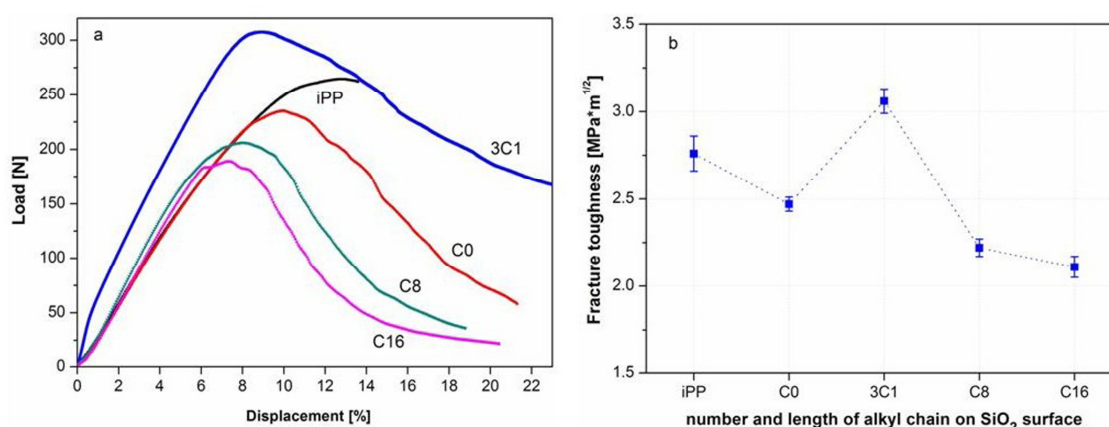 a
300
250
200
150
100
50
0
Load [N]
iPP
3C1
C0
C8
C16
0 2 4 6 8 10 12 14 16 18 20 22
Displacement [%]
b
3.5
3.0
2.5
2.0
1.5
Fracture toughness [MPa*m^1/2]
iPP C0 3C1 C8 C16
number and length of alkyl chain on SiO₂ surface